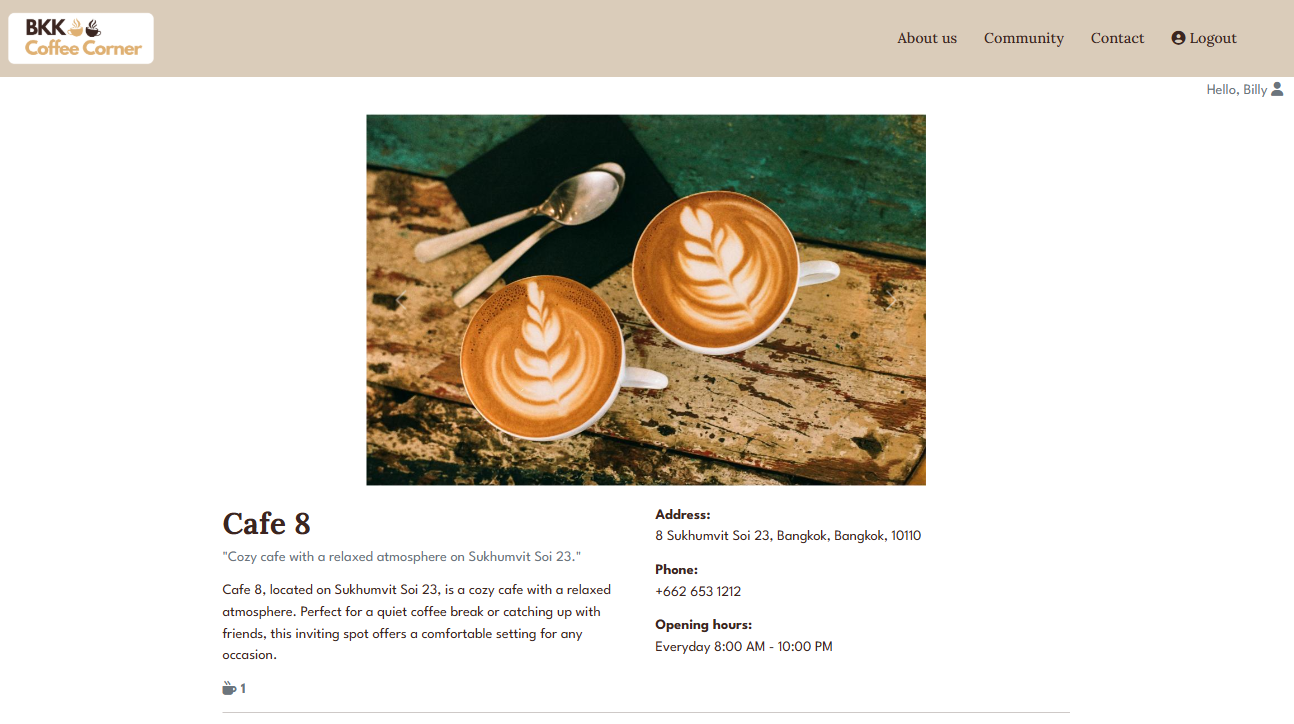 BKK
Coffee Corner
About us
Community
Contact
Logout
Hello, Billy
Cafe 8
"Cozy cafe with a relaxed atmosphere on Sukhumvit Soi 23."
Cafe 8, located on Sukhumvit Soi 23, is a cozy cafe with a relaxed
atmosphere. Perfect for a quiet coffee break or catching up with
friends, this inviting spot offers a comfortable setting for any
occasion.
1
Address:
8 Sukhumvit Soi 23, Bangkok, Bangkok, 10110
Phone:
+662 653 1212
Opening hours:
Everyday 8:00 AM - 10:00 PM